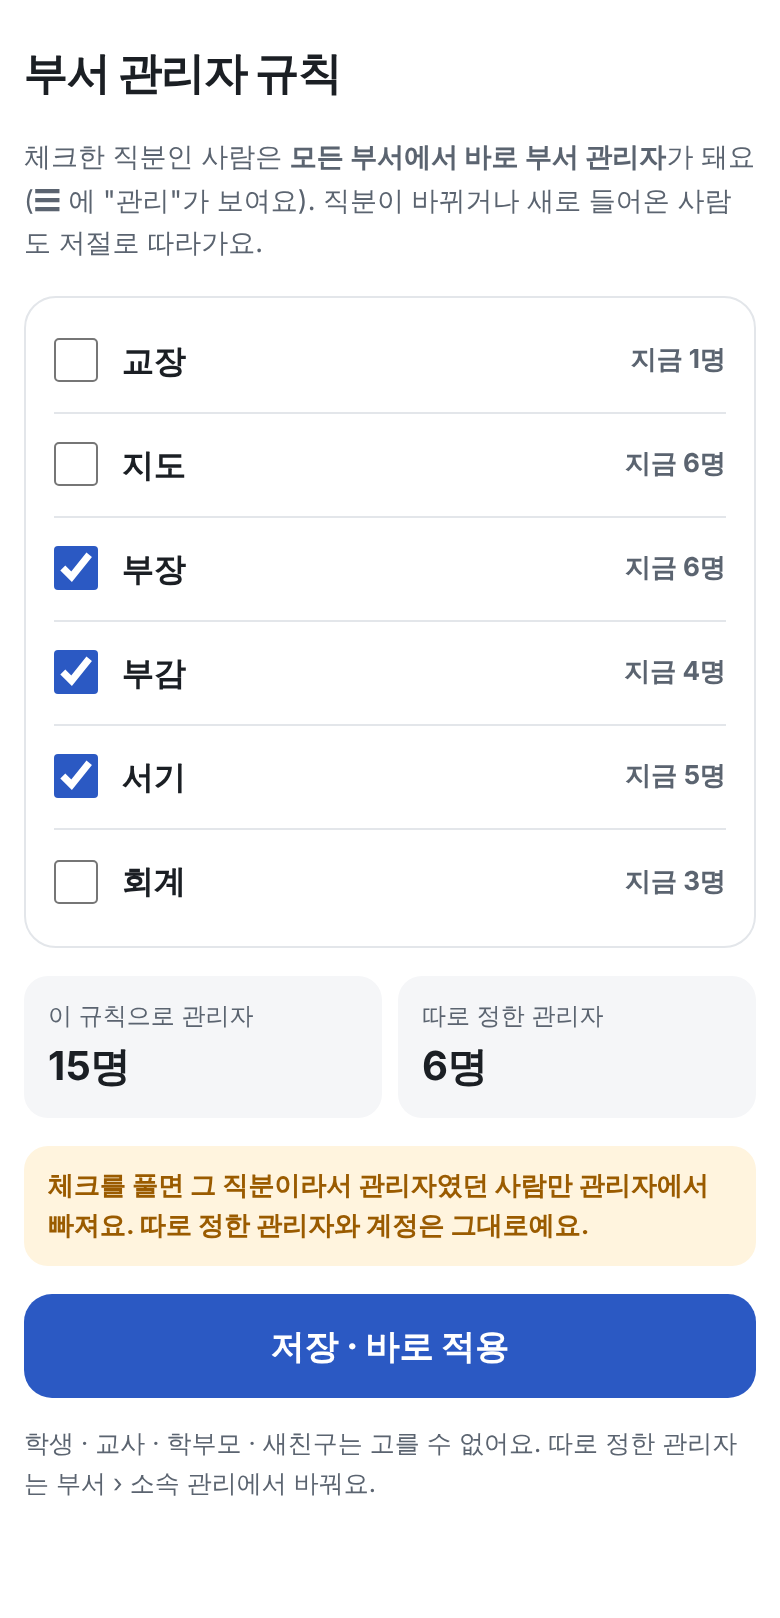 부서 관리자 규칙
체크한 직분인 사람은 모든 부서에서 바로 부서 관리자가 돼요
(☰ 에 "관리"가 보여요). 직분이 바뀌거나 새로 들어온 사람
도 저절로 따라가요.
교장 지금 1명
지도 지금 6명
부장 지금 6명
부감 지금 4명
서기 지금 5명
회계 지금 3명
이 규칙으로 관리자 따로 정한 관리자
15명 6명
체크를 풀면 그 직분이라서 관리자였던 사람만 관리자에서
빠져요. 따로 정한 관리자와 계정은 그대로예요.
저장 · 바로 적용
학생 · 교사 · 학부모 · 새친구는 고를 수 없어요. 따로 정한 관리자
는 부서 › 소속 관리에서 바꿔요.